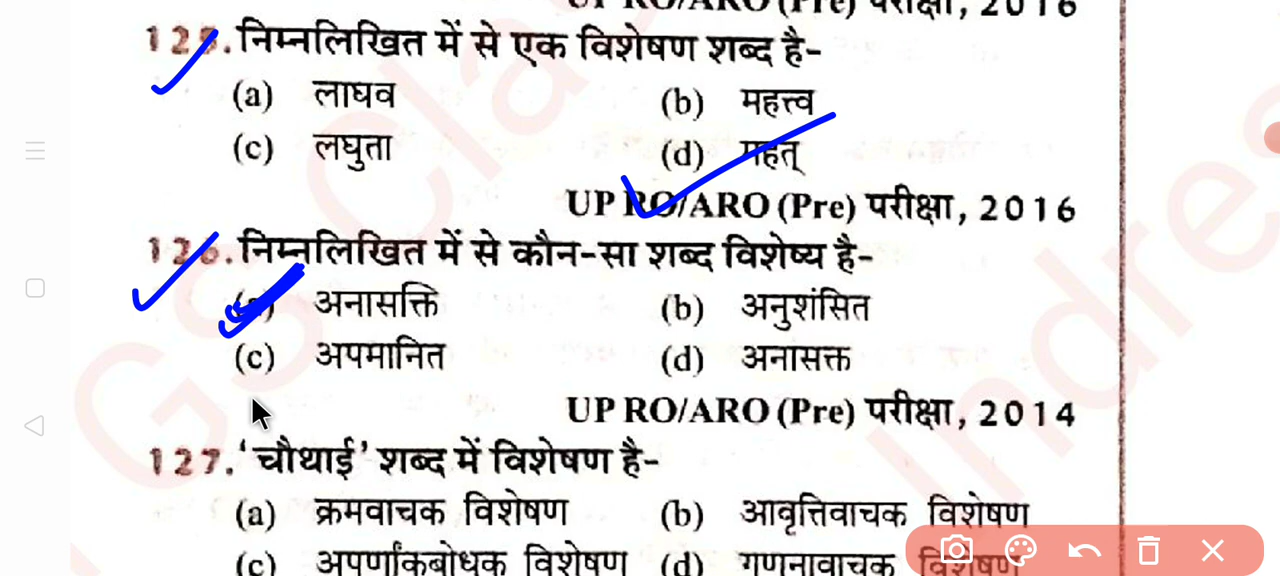 UP RO/ARO (Pre) परीक्षा, 2016
125. निम्नलिखित में से एक विशेषण शब्द है-
(a) लाघव (b) महत्त्व
(c) लघुता (d) महत्
UP RO/ARO (Pre) परीक्षा, 2016
126. निम्नलिखित में से कौन-सा शब्द विशेष्य है-
(a) अनासक्ति (b) अनुशंसित
(c) अपमानित (d) अनासक्त
UP RO/ARO (Pre) परीक्षा, 2014
127. 'चौथाई' शब्द में विशेषण है-
(a) क्रमवाचक विशेषण (b) आवृत्तिवाचक विशेषण
(c) अपूर्णांकबोधक विशेषण (d) गणनावाचक विशेषण